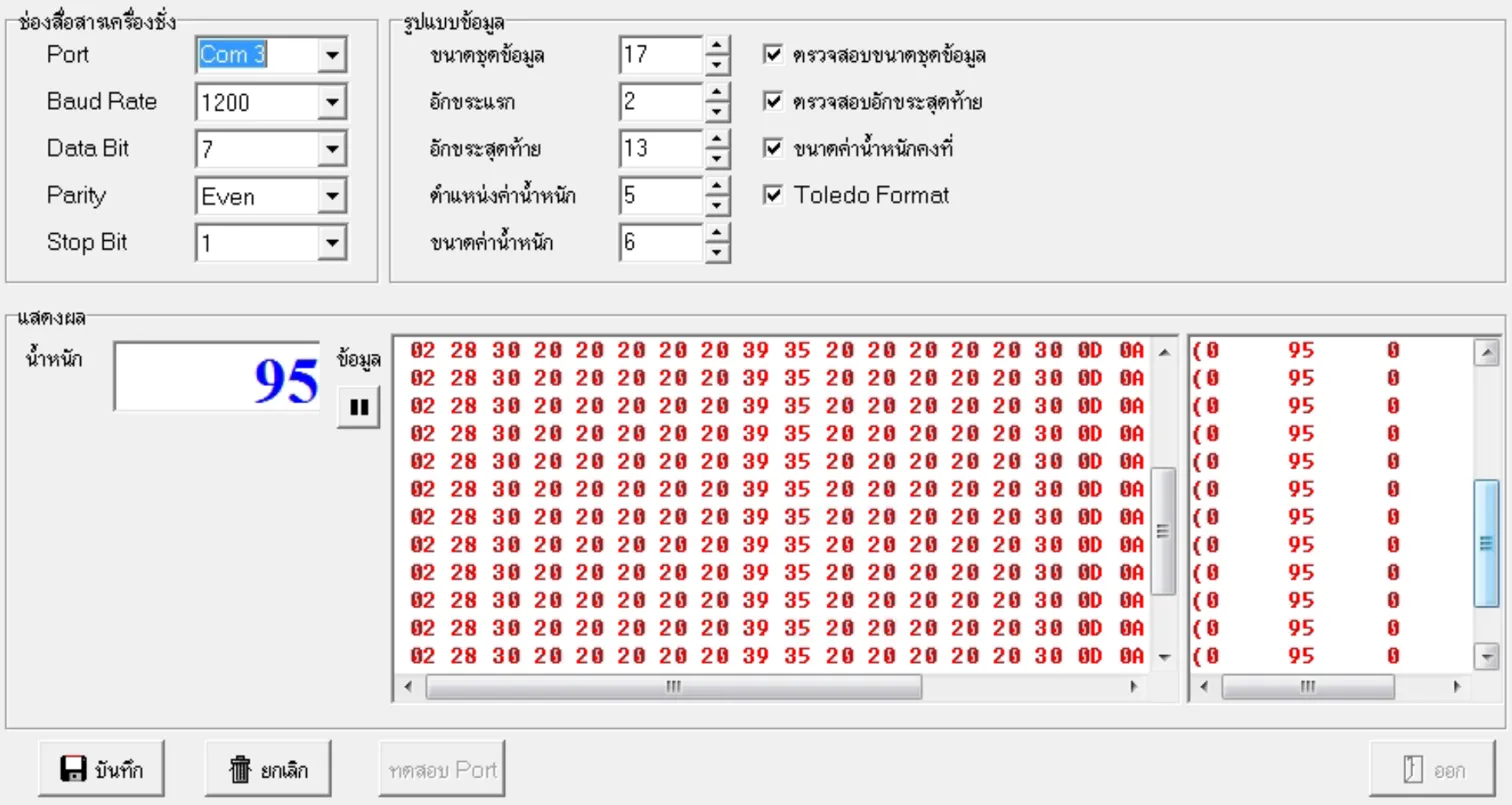 ช่องสื่อสารเครื่องชั่ง
Port Com 3
Baud Rate 1200
Data Bit 7
Parity Even
Stop Bit 1
รูปแบบข้อมูล
ขนาดชุดข้อมูล 17 ตรวจสอบขนาดชุดข้อมูล
อักขระแรก 2 ตรวจสอบอักขระสุดท้าย
อักขระสุดท้าย 13 ขนาดค่าน้ำหนักคงที่
ตำแหน่งค่าน้ำหนัก 5 Toledo Format
ขนาดค่าน้ำหนัก 6
แสดงผล
น้ำหนัก 95 ข้อมูล
02 28 30 20 20 20 20 20 39 35 20 20 20 20 20 30 0D 0A (0 95 0
02 28 30 20 20 20 20 20 39 35 20 20 20 20 20 30 0D 0A (0 95 0
02 28 30 20 20 20 20 20 39 35 20 20 20 20 20 30 0D 0A (0 95 0
02 28 30 20 20 20 20 20 39 35 20 20 20 20 20 30 0D 0A (0 95 0
02 28 30 20 20 20 20 20 39 35 20 20 20 20 20 30 0D 0A (0 95 0
02 28 30 20 20 20 20 20 39 35 20 20 20 20 20 30 0D 0A (0 95 0
02 28 30 20 20 20 20 20 39 35 20 20 20 20 20 30 0D 0A (0 95 0
02 28 30 20 20 20 20 20 39 35 20 20 20 20 20 30 0D 0A (0 95 0
02 28 30 20 20 20 20 20 39 35 20 20 20 20 20 30 0D 0A (0 95 0
02 28 30 20 20 20 20 20 39 35 20 20 20 20 20 30 0D 0A (0 95 0
02 28 30 20 20 20 20 20 39 35 20 20 20 20 20 30 0D 0A (0 95 0
02 28 30 20 20 20 20 20 39 35 20 20 20 20 20 30 0D 0A (0 95 0
บันทึก ยกเลิก ทดสอบ Port ออก